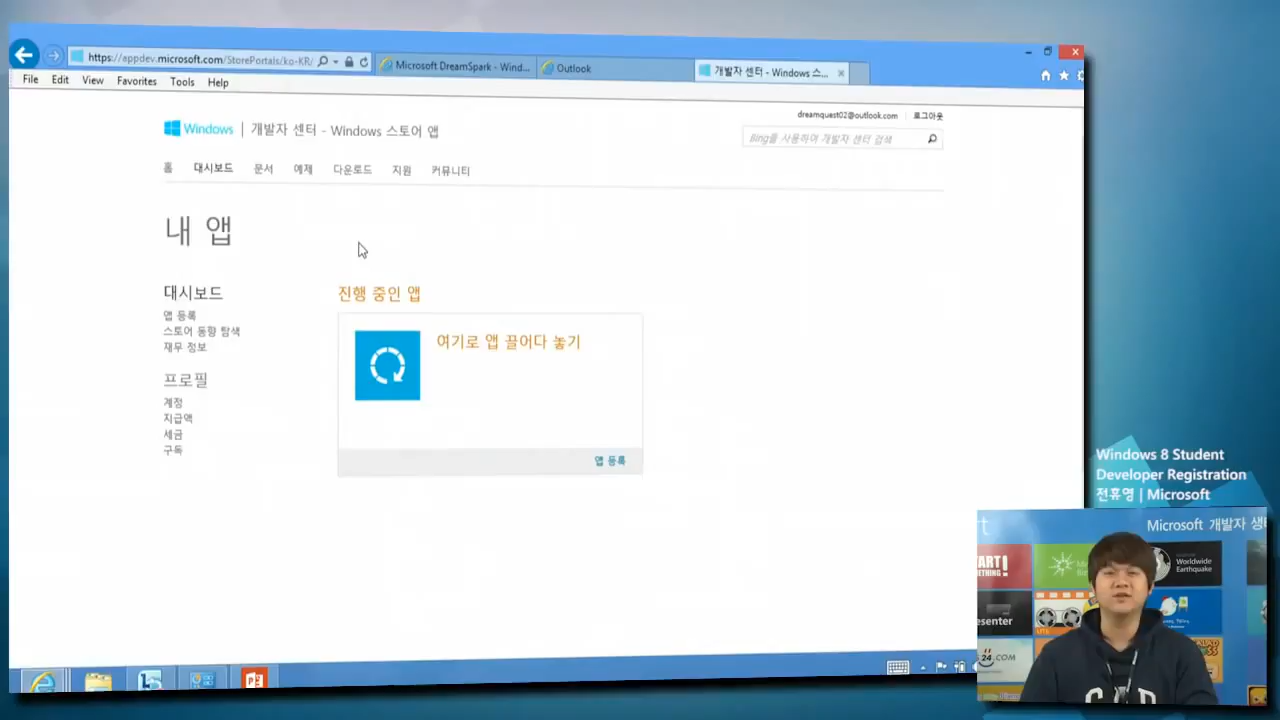 https://appdev.microsoft.com/StorePortals/ko-KR/
Microsoft DreamSpark - Wind...
Outlook
개발자 센터 - Windows 스...
File Edit View Favorites Tools Help
dreamquest02@outlook.com 로그아웃
Windows | 개발자 센터 - Windows 스토어 앱
Bing를 사용하여 개발자 센터 검색
홈 대시보드 문서 예제 다운로드 지원 커뮤니티
내 앱
대시보드
앱 등록
스토어 동향 탐색
재무 정보
프로필
계정
지급액
세금
구독
진행 중인 앱
여기로 앱 끌어다 놓기
앱 등록
Windows 8 Student
Developer Registration
전휴영 | Microsoft
Microsoft 개발자 생
Worldwide
Earthquake
esenter
LITE
24.COM
GAP